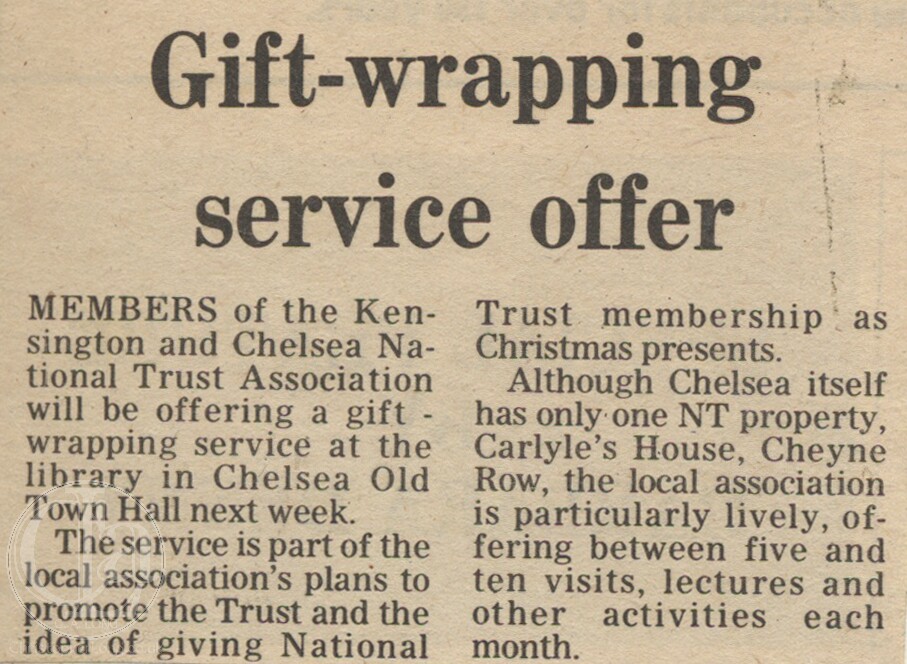 Gift-wrapping
service offer
MEMBERS of the Ken-
sington and Chelsea Na-
tional Trust Association
will be offering a gift -
wrapping service at the
library in Chelsea Old
Town Hall next week.
The service is part of the
local association's plans to
promote the Trust and the
idea of giving National
Trust membership as
Christmas presents.
Although Chelsea itself
has only one NT property,
Carlyle's House, Cheyne
Row, the local association
is particularly lively, of-
fering between five and
ten visits, lectures and
other activities each
month.